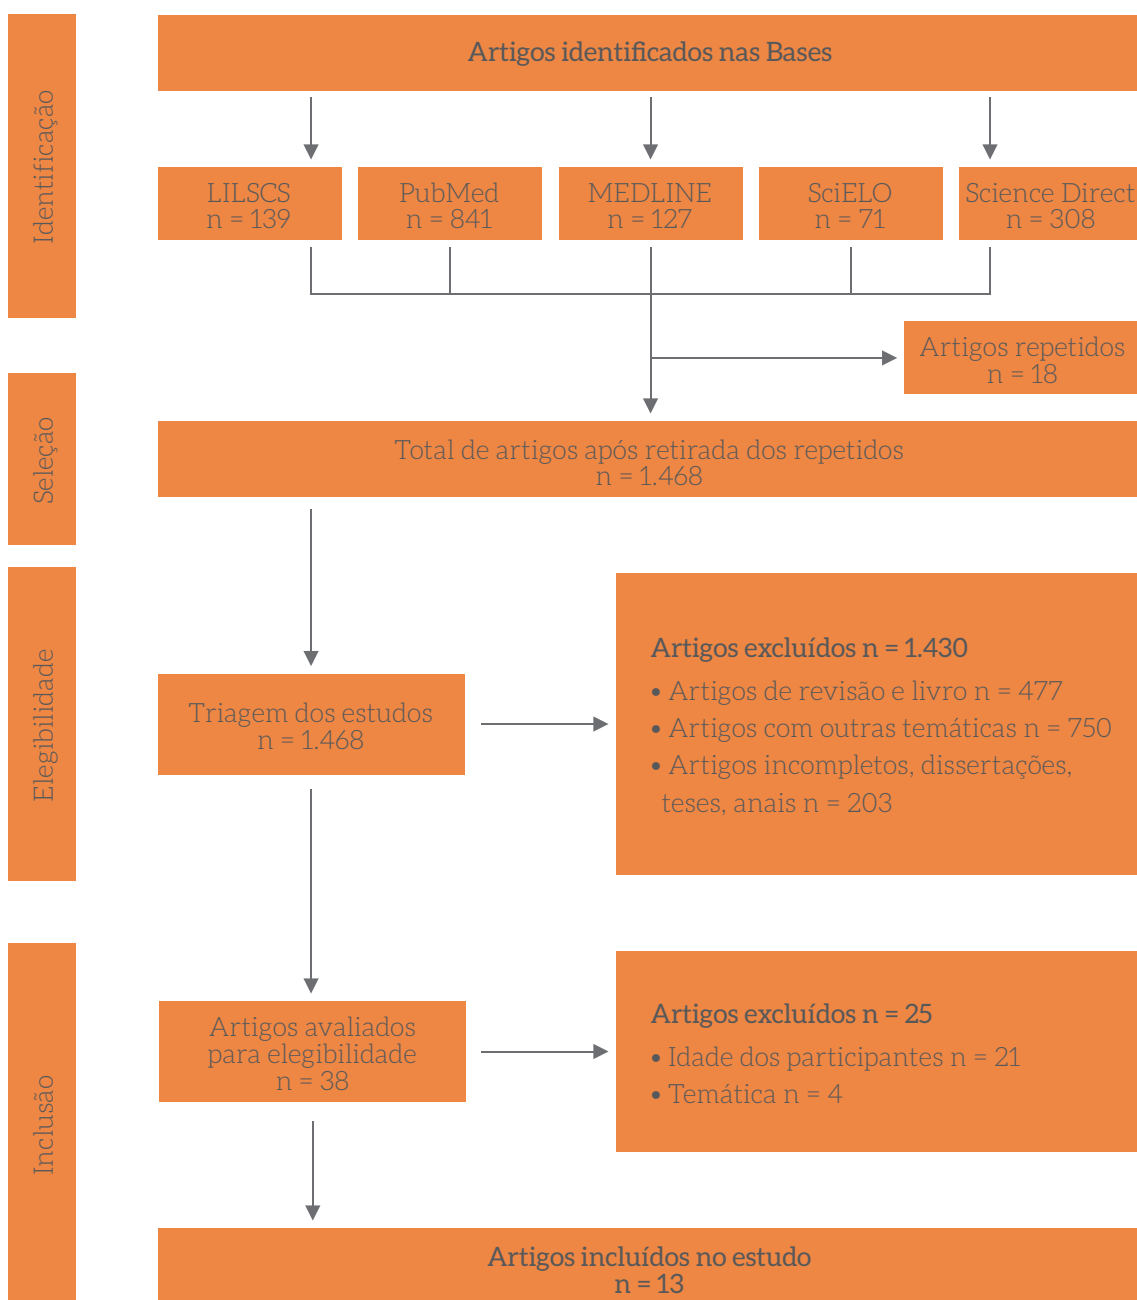 Identificação
Artigos identificados nas Bases
LILSCS
n = 139
PubMed
n = 841
MEDLINE
n = 127
SciELO
n = 71
Science Direct
n = 308
Artigos repetidos
n = 18
Seleção
Total de artigos após retirada dos repetidos
n = 1.468
Elegibilidade
Triagem dos estudos
n = 1.468
Artigos excluídos n = 1.430
• Artigos de revisão e livro n = 477
• Artigos com outras temáticas n = 750
• Artigos incompletos, dissertações,
teses, anais n = 203
Inclusão
Artigos avaliados
para elegibilidade
n = 38
Artigos excluídos n = 25
• Idade dos participantes n = 21
• Temática n = 4
Artigos incluídos no estudo
n = 13